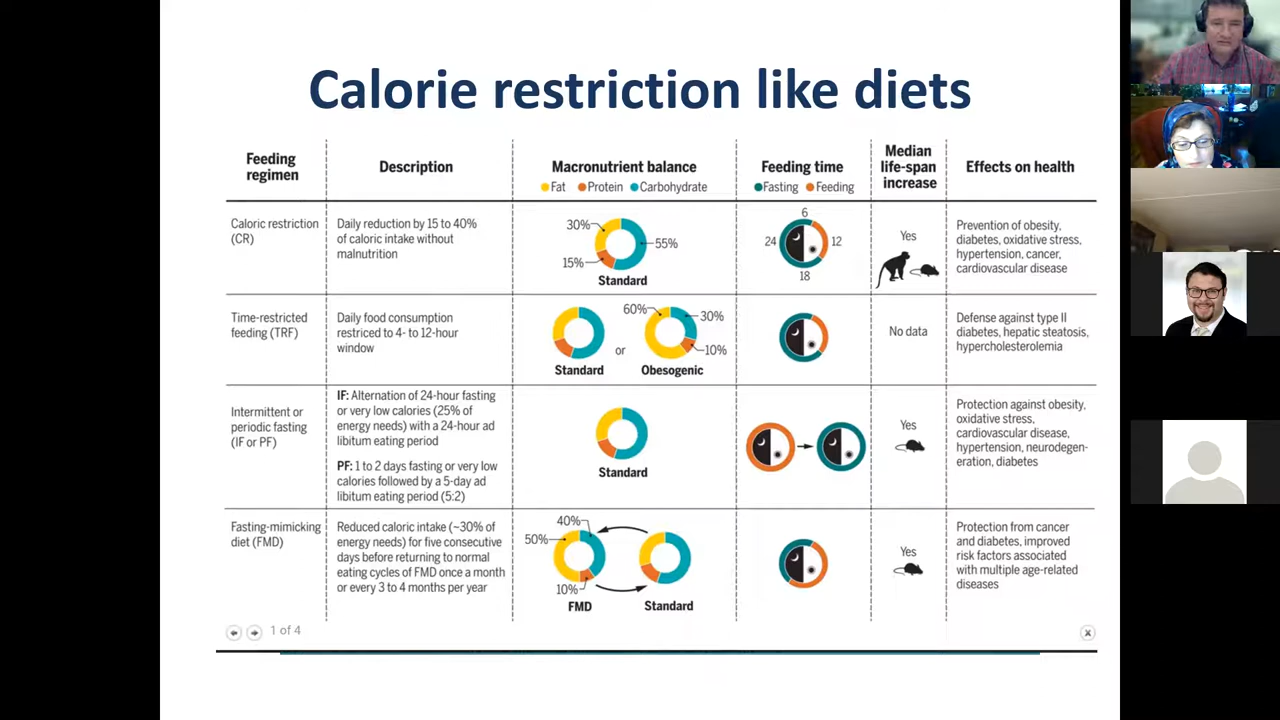 Calorie restriction like diets
Feeding
regimen
Description
Macronutrient balance
Fat Protein Carbohydrate
Feeding time
Fasting Feeding
Median
life-span
increase
Effects on health
Caloric restriction
(CR)
Daily reduction by 15 to 40%
of caloric intake without
malnutrition
30%
55%
15%
Standard
6
24
12
18
Yes
Prevention of obesity,
diabetes, oxidative stress,
hypertension, cancer,
cardiovascular disease
Time-restricted
feeding (TRF)
Daily food consumption
restriced to 4- to 12-hour
window
Standard
or
60%
30%
10%
Obesogenic
No data
Defense against type II
diabetes, hepatic steatosis,
hypercholesterolemia
Intermittent or
periodic fasting
(IF or PF)
IF: Alternation of 24-hour fasting
or very low calories (25% of
energy needs) with a 24-hour ad
libitum eating period
PF: 1 to 2 days fasting or very low
calories followed by a 5-day ad
libitum eating period (5:2)
Standard
Yes
Protection against obesity,
oxidative stress,
cardiovascular disease,
hypertension, neurodegen-
eration, diabetes
Fasting-mimicking
diet (FMD)
Reduced caloric intake (~30% of
energy needs) for five consecutive
days before returning to normal
eating cycles of FMD once a month
or every 3 to 4 months per year
40%
50%
10%
FMD
Standard
Yes
Protection from cancer
and diabetes, improved
risk factors associated
with multiple age-related
diseases
1 of 4